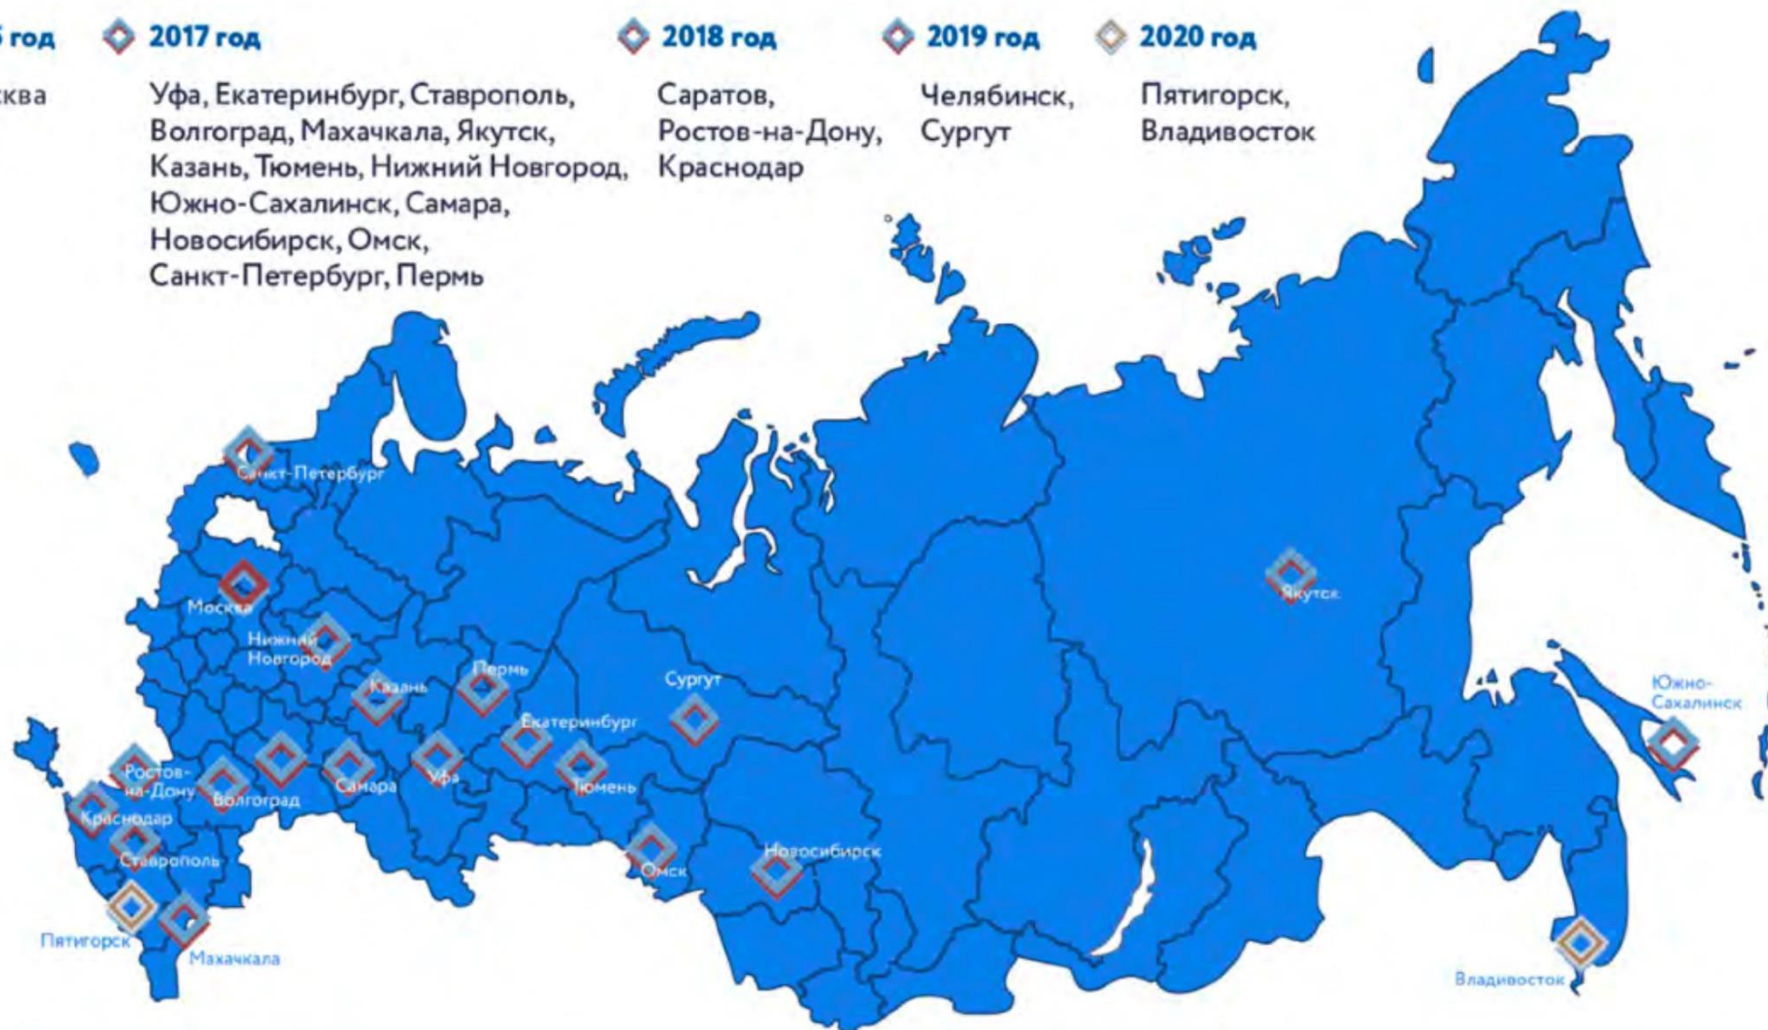 год
2017 год
2018 год
2019 год
2020 год
Уфа, Екатеринбург, Ставрополь,
Волгоград, Махачкала, Якутск,
Казань, Тюмень, Нижний Новгород,
Южно-Сахалинск, Самара,
Новосибирск, Омск,
Санкт-Петербург, Пермь
Саратов,
Ростов-на-Дону,
Краснодар
Челябинск,
Сургут
Пятигорск,
Владивосток
Санкт-Петербург
Москва
Нижний
Новгород
Казань
Пермь
Сургут
Екатеринбург
Тюмень
Уфа
Самара
Волгоград
Ростов-
на-Дону
Краснодар
Ставрополь
Пятигорск
Махачкала
Омск
Новосибирск
Якутск
Южно-
Сахалинск
Владивосток